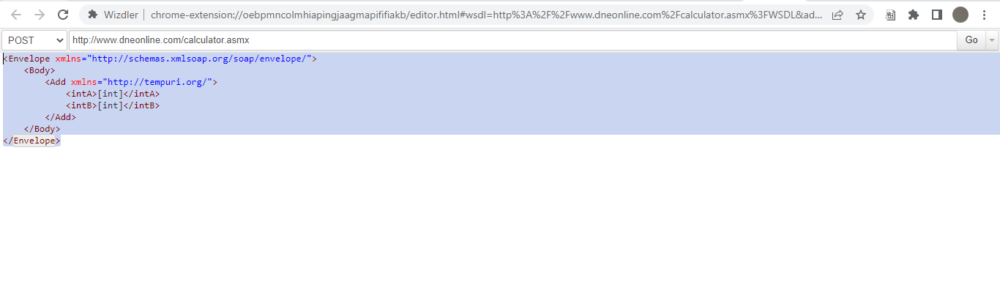 Wizdler chrome-extension://oebpmncolmhiapingjaagmapififiakb/editor.html#wsdl=http%3A%2F%2Fwww.dneonline.com%2Fcalculator.asmx%3FWSDL&ad...
POST http://www.dneonline.com/calculator.asmx Go
<Envelope xmlns="http://schemas.xmlsoap.org/soap/envelope/">
    <Body>
        <Add xmlns="http://tempuri.org/">
            <intA>[int]</intA>
            <intB>[int]</intB>
        </Add>
    </Body>
</Envelope>